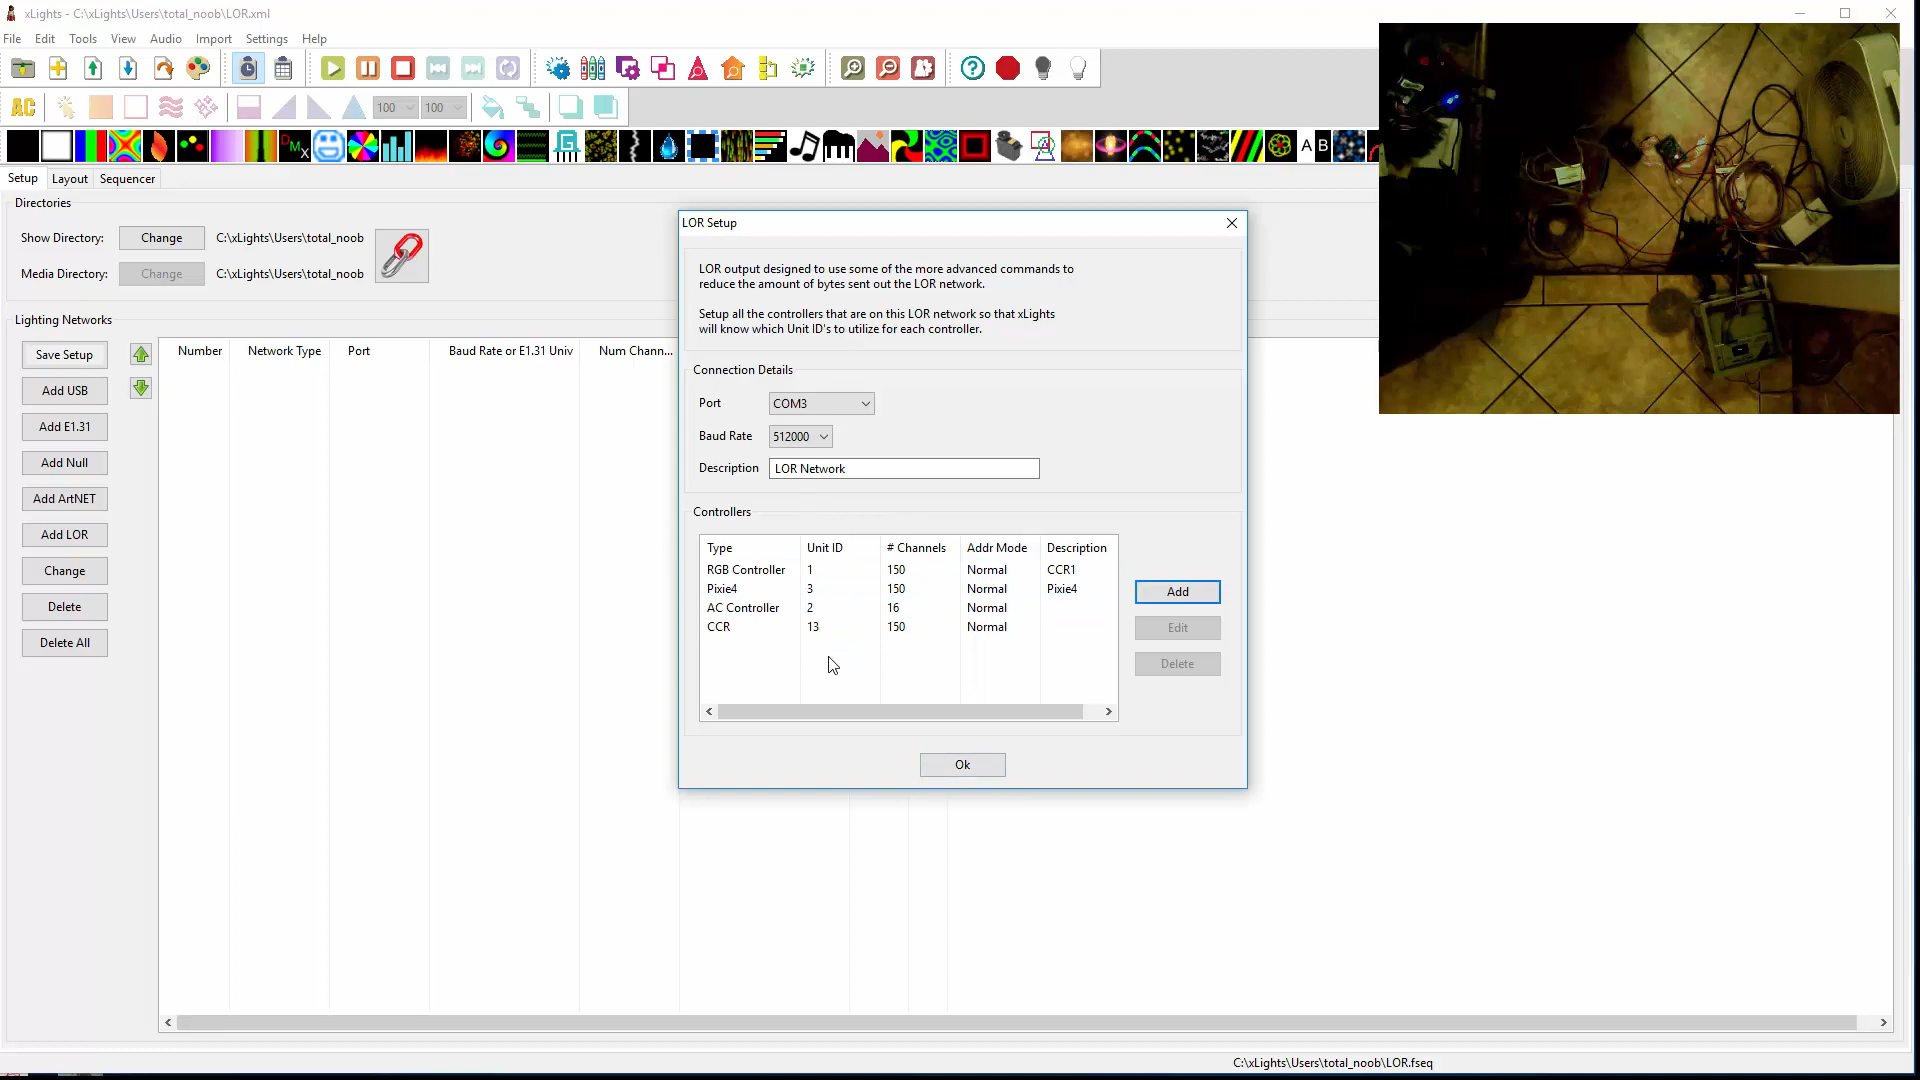 xLights - C:\xLights\Users\total_noob\LOR.xml
File Edit Tools View Audio Import Settings Help
AC 100 100
DMX A B
Setup Layout Sequencer
Directories
Show Directory: Change C:\xLights\Users\total_noob
Media Directory: Change C:\xLights\Users\total_noob
Lighting Networks
Save Setup
Add USB
Add E1.31
Add Null
Add ArtNET
Add LOR
Change
Delete
Delete All
Number Network Type Port Baud Rate or E1.31 Univ Num Chann...
LOR Setup
LOR output designed to use some of the more advanced commands to
reduce the amount of bytes sent out the LOR network.
Setup all the controllers that are on this LOR network so that xLights
will know which Unit ID's to utilize for each controller.
Connection Details
Port COM3
Baud Rate 512000
Description LOR Network
Controllers
Type Unit ID # Channels Addr Mode Description
RGB Controller 1 150 Normal CCR1
Pixie4 3 150 Normal Pixie4
AC Controller 2 16 Normal
CCR 13 150 Normal
Add
Edit
Delete
Ok
C:\xLights\Users\total_noob\LOR.fseq